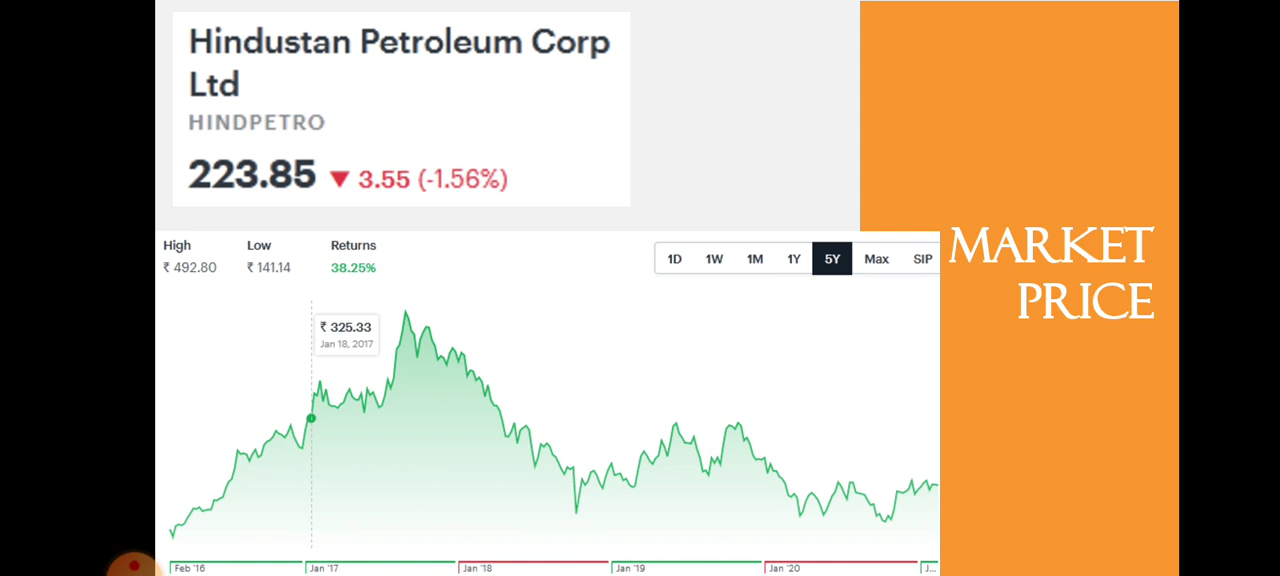 Hindustan Petroleum Corp
Ltd
HINDPETRO
223.85 ▼ 3.55 (-1.56%)
High Low Returns
₹ 492.80 ₹ 141.14 38.25%
1D 1W 1M 1Y 5Y Max SIP
MARKET
PRICE
₹ 325.33
Jan 18, 2017
Feb '16 Jan '17 Jan '18 Jan '19 Jan '20 J...